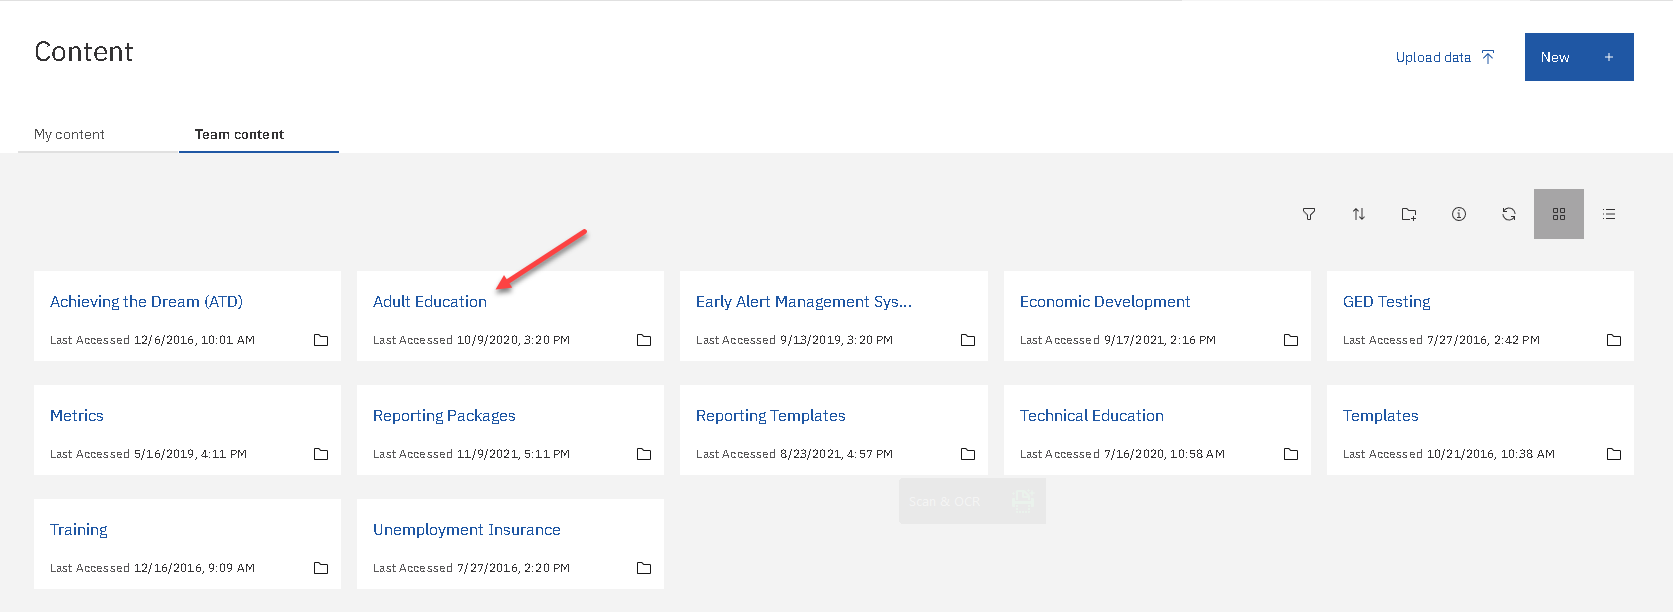 Content
Upload data
New +
My content
Team content
Achieving the Dream (ATD)
Last Accessed 12/6/2016, 10:01 AM
Adult Education
Last Accessed 10/9/2020, 3:20 PM
Early Alert Management Sys...
Last Accessed 9/13/2019, 3:20 PM
Economic Development
Last Accessed 9/17/2021, 2:16 PM
GED Testing
Last Accessed 7/27/2016, 2:42 PM
Metrics
Last Accessed 5/16/2019, 4:11 PM
Reporting Packages
Last Accessed 11/9/2021, 5:11 PM
Reporting Templates
Last Accessed 8/23/2021, 4:57 PM
Technical Education
Last Accessed 7/16/2020, 10:58 AM
Templates
Last Accessed 10/21/2016, 10:38 AM
Scan & OCR
Training
Last Accessed 12/16/2016, 9:09 AM
Unemployment Insurance
Last Accessed 7/27/2016, 2:20 PM